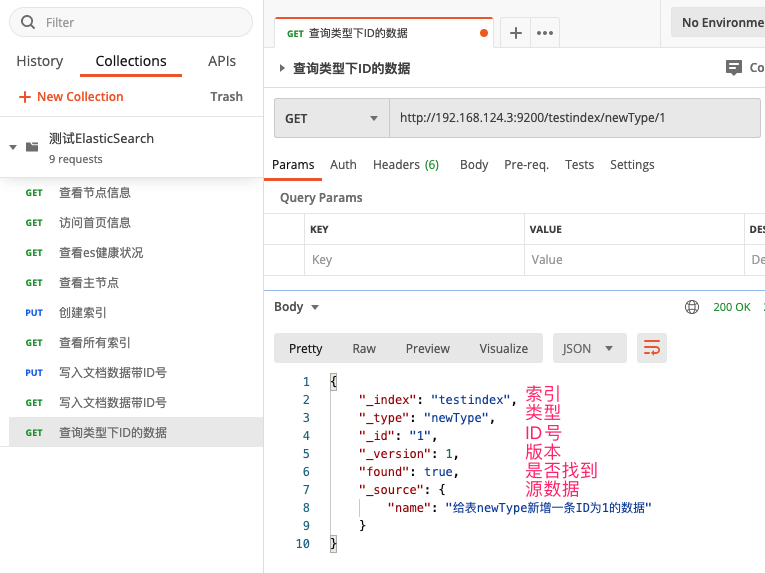 Filter
History
Collections
APIs
+ New Collection
Trash
测试ElasticSearch
9 requests
GET 查看节点信息
GET 访问首页信息
GET 查看es健康状况
GET 查看主节点
PUT 创建索引
GET 查看所有索引
PUT 写入文档数据带ID号
GET 写入文档数据带ID号
GET 查询类型下ID的数据
GET 查询类型下ID的数据
No Environme
查询类型下ID的数据
Co
GET
http://192.168.124.3:9200/testindex/newType/1
Params Auth Headers (6) Body Pre-req. Tests Settings
Query Params
KEY VALUE DES
Key Value De
Body
200 OK
Pretty Raw Preview Visualize JSON
1 {
2 "_index": "testindex", 索引
3 "_type": "newType", 类型
4 "_id": "1", ID号
5 "_version": 1, 版本
6 "found": true, 是否找到
7 "_source": { 源数据
8 "name": "给表newType新增一条ID为1的数据"
9 }
10 }